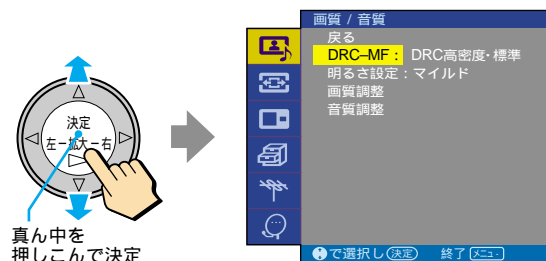 決定
左－拡大－右
真ん中を
押しこんで決定
画質 / 音質
戻る
DRC–MF： DRC高密度・標準
明るさ設定：マイルド
画質調整
音質調整
で選択し 決定 終了 メニュー